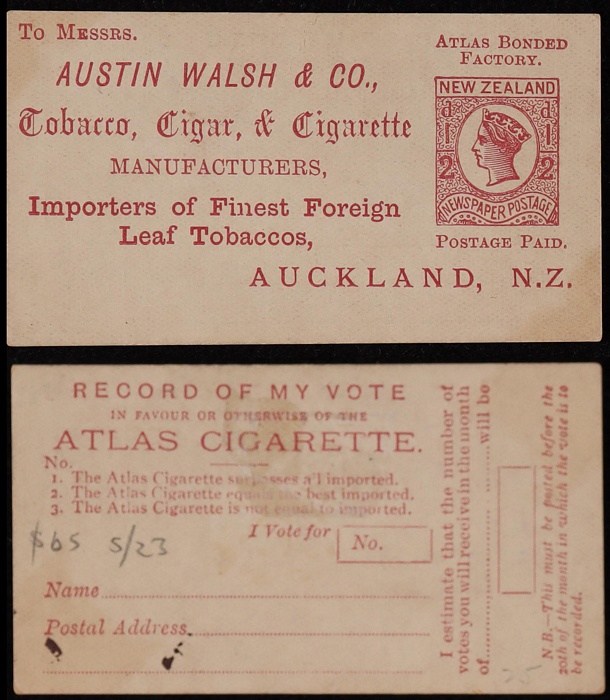 To Messrs.
AUSTIN WALSH & CO.,
Tobacco, Cigar, & Cigarette
MANUFACTURERS,
Importers of Finest Foreign
Leaf Tobaccos,
AUCKLAND, N.Z.
Atlas Bonded
Factory.
NEW ZEALAND
d d
1 1
2 2
NEWSPAPER POSTAGE
Postage Paid.
RECORD OF MY VOTE
IN FAVOUR OR OTHERWISE OF THE
ATLAS CIGARETTE.
No.
1. The Atlas Cigarette surpasses all imported.
2. The Atlas Cigarette equals the best imported.
3. The Atlas Cigarette is not equal to imported.
I Vote for No.
$65 5/23
Name
Postal Address
I estimate that the number of
votes you will receive in the month
of will be
N.B.—This must be posted before the
20th of the month in which the vote is to
be recorded.